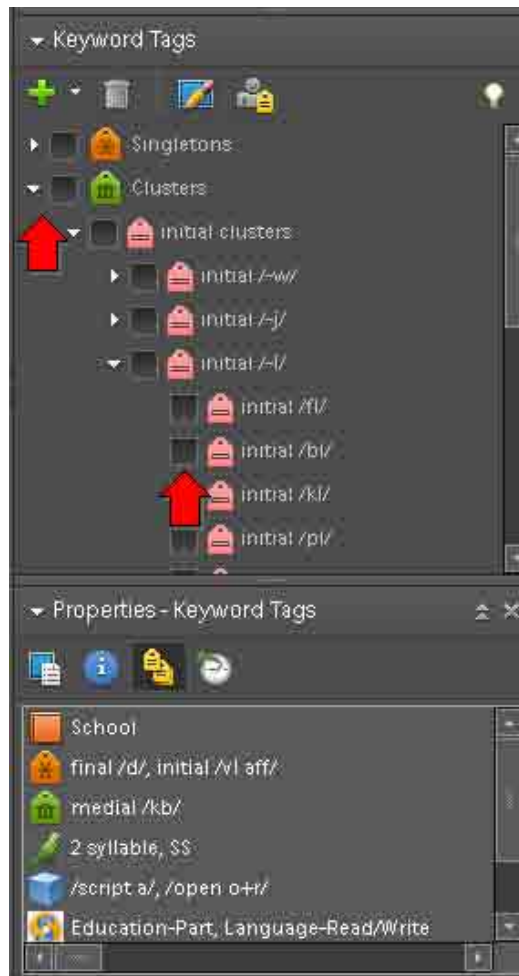 Keyword Tags
Singletons
Clusters
initial clusters
initial /-w/
initial /-j/
initial /-l/
initial /fl/
initial /bl/
initial /kl/
initial /pl/
Properties - Keyword Tags
School
final /d/, initial /vl aff/
medial /kb/
2 syllable, SS
/script a/, /open o+r/
Education-Part, Language-Read/Write